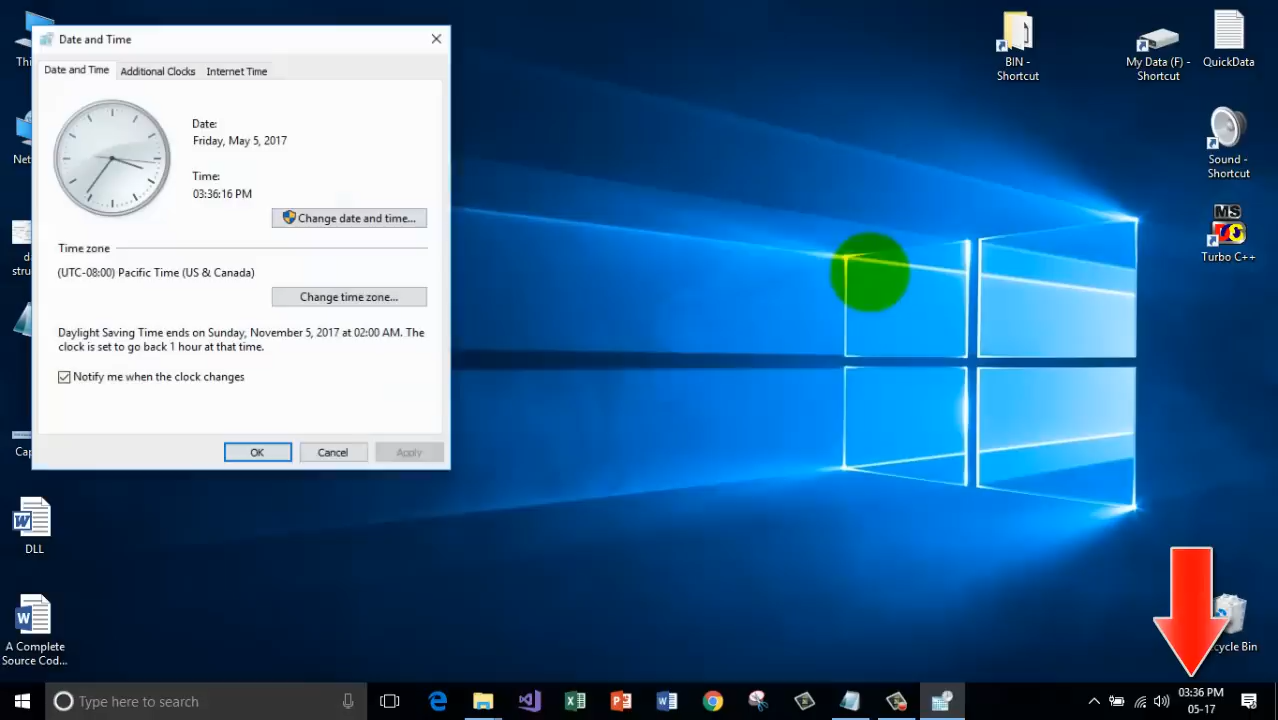 Date and Time
Date and Time
Additional Clocks
Internet Time
Date:
Friday, May 5, 2017
Time:
03:36:16 PM
Change date and time...
Time zone
(UTC-08:00) Pacific Time (US & Canada)
Change time zone...
Daylight Saving Time ends on Sunday, November 5, 2017 at 02:00 AM. The
clock is set to go back 1 hour at that time.
Notify me when the clock changes
OK
Cancel
Apply
DLL
A Complete
Source Cod...
BIN -
Shortcut
My Data (F) -
Shortcut
QuickData
Sound -
Shortcut
MS
Turbo C++
Bin
Type here to search
03:36 PM
05-17